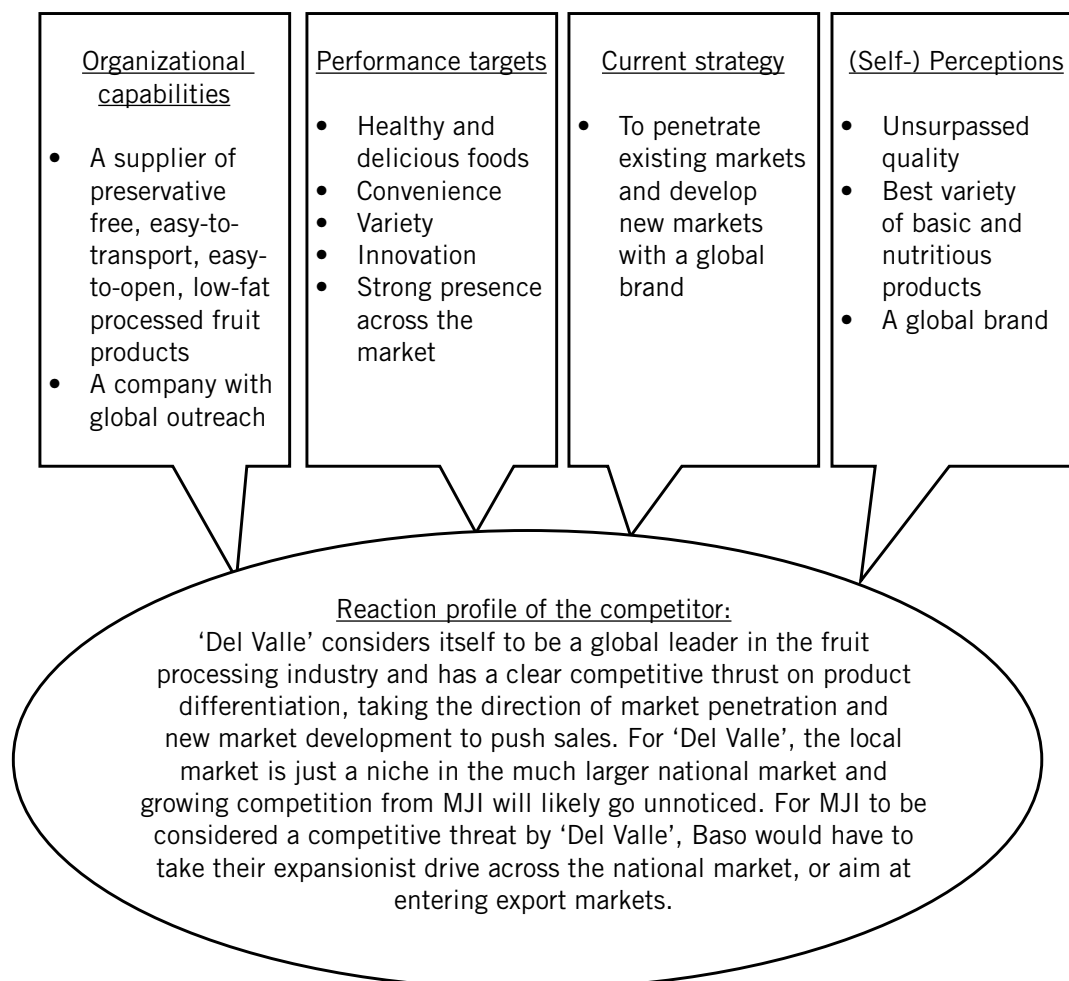 Organizational
capabilities
• A supplier of
preservative
free, easy-to-
transport, easy-
to-open, low-fat
processed fruit
products
• A company with
global outreach
Performance targets
• Healthy and
delicious foods
• Convenience
• Variety
• Innovation
• Strong presence
across the
market
Current strategy
• To penetrate
existing markets
and develop
new markets
with a global
brand
(Self-) Perceptions
• Unsurpassed
quality
• Best variety
of basic and
nutritious
products
• A global brand
Reaction profile of the competitor:
‘Del Valle’ considers itself to be a global leader in the fruit
processing industry and has a clear competitive thrust on product
differentiation, taking the direction of market penetration and
new market development to push sales. For ‘Del Valle’, the local
market is just a niche in the much larger national market and
growing competition from MJI will likely go unnoticed. For MJI to be
considered a competitive threat by ‘Del Valle’, Baso would have to
take their expansionist drive across the national market, or aim at
entering export markets.